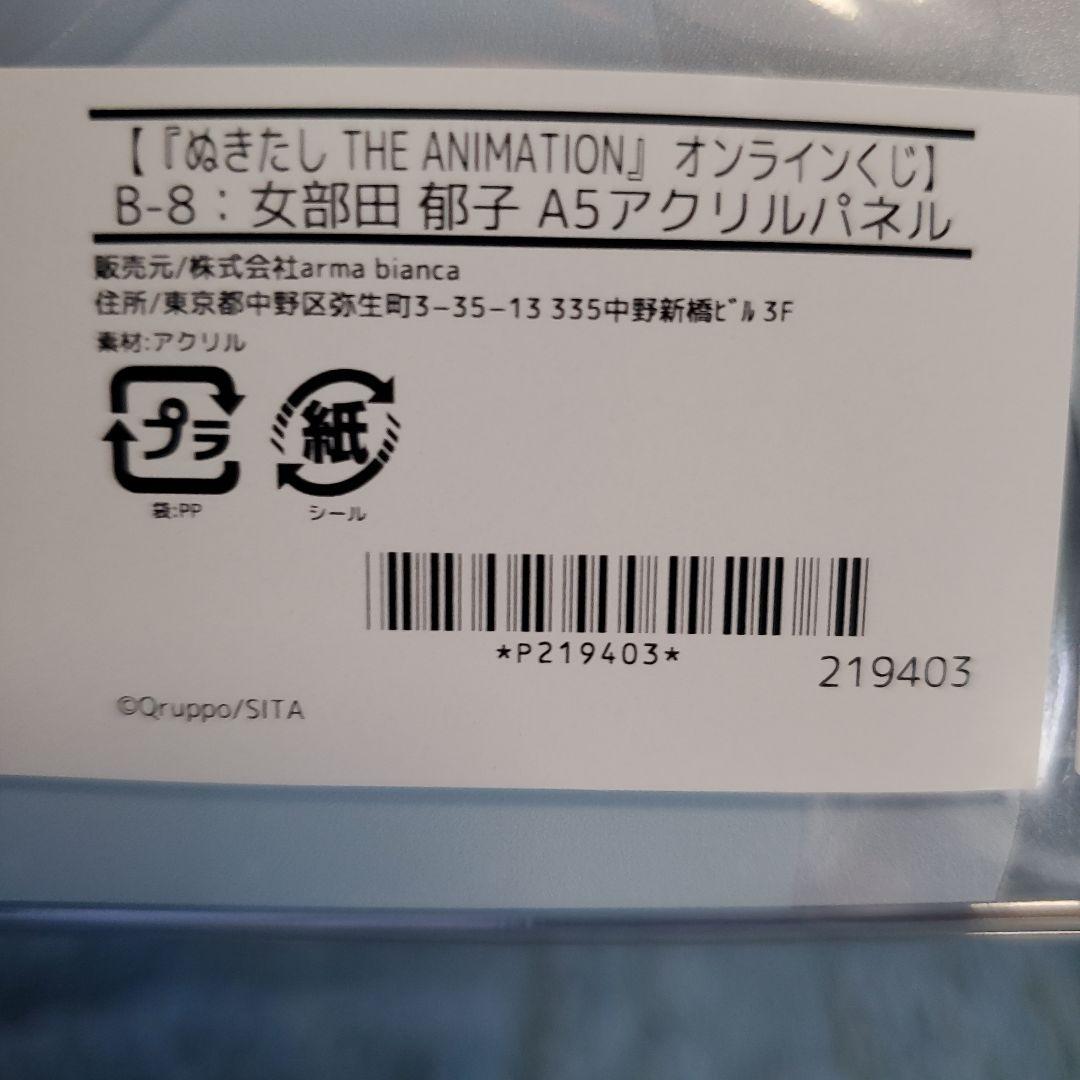 【『ぬきたし THE ANIMATION』 オンラインくじ】
B-8：女部田 郁子 A5アクリルパネル
販売元/株式会社arma bianca
住所/東京都中野区弥生町3-35-13 335中野新橋ﾋﾞﾙ 3F
素材:アクリル
プラ
紙
袋:PP
シール
*P219403*
219403
©Qruppo/SITA